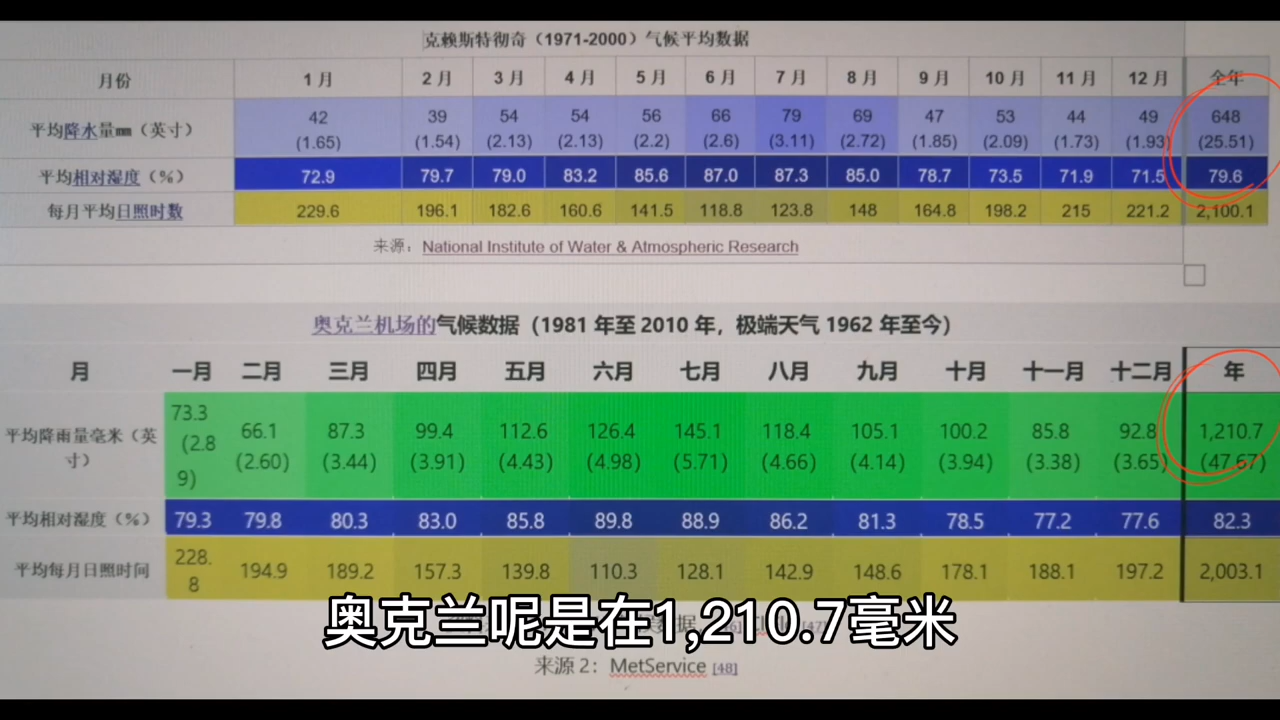 克赖斯特彻奇（1971-2000）气候平均数据
月份 1月 2月 3月 4月 5月 6月 7月 8月 9月 10月 11月 12月 全年
平均降水量mm（英寸） 42 (1.65) 39 (1.54) 54 (2.13) 54 (2.13) 56 (2.2) 66 (2.6) 79 (3.11) 69 (2.72) 47 (1.85) 53 (2.09) 44 (1.73) 49 (1.93) 648 (25.51)
平均相对湿度（%） 72.9 79.7 79.0 83.2 85.6 87.0 87.3 85.0 78.7 73.5 71.9 71.5 79.6
每月平均日照时数 229.6 196.1 182.6 160.6 141.5 118.8 123.8 148 164.8 198.2 215 221.2 2,100.1
来源：National Institute of Water & Atmospheric Research
奥克兰机场的气候数据（1981 年至 2010 年，极端天气 1962 年至今）
月 一月 二月 三月 四月 五月 六月 七月 八月 九月 十月 十一月 十二月 年
平均降雨量毫米（英寸） 73.3 (2.89) 66.1 (2.60) 87.3 (3.44) 99.4 (3.91) 112.6 (4.43) 126.4 (4.98) 145.1 (5.71) 118.4 (4.66) 105.1 (4.14) 100.2 (3.94) 85.8 (3.38) 92.8 (3.65) 1,210.7 (47.67)
平均相对湿度（%） 79.3 79.8 80.3 83.0 85.8 89.8 88.9 86.2 81.3 78.5 77.2 77.6 82.3
平均每月日照时间 228.8 194.9 189.2 157.3 139.8 110.3 128.1 142.9 148.6 178.1 188.1 197.2 2,003.1
奥克兰呢是在1,210.7毫米
来源 2：MetService [48]